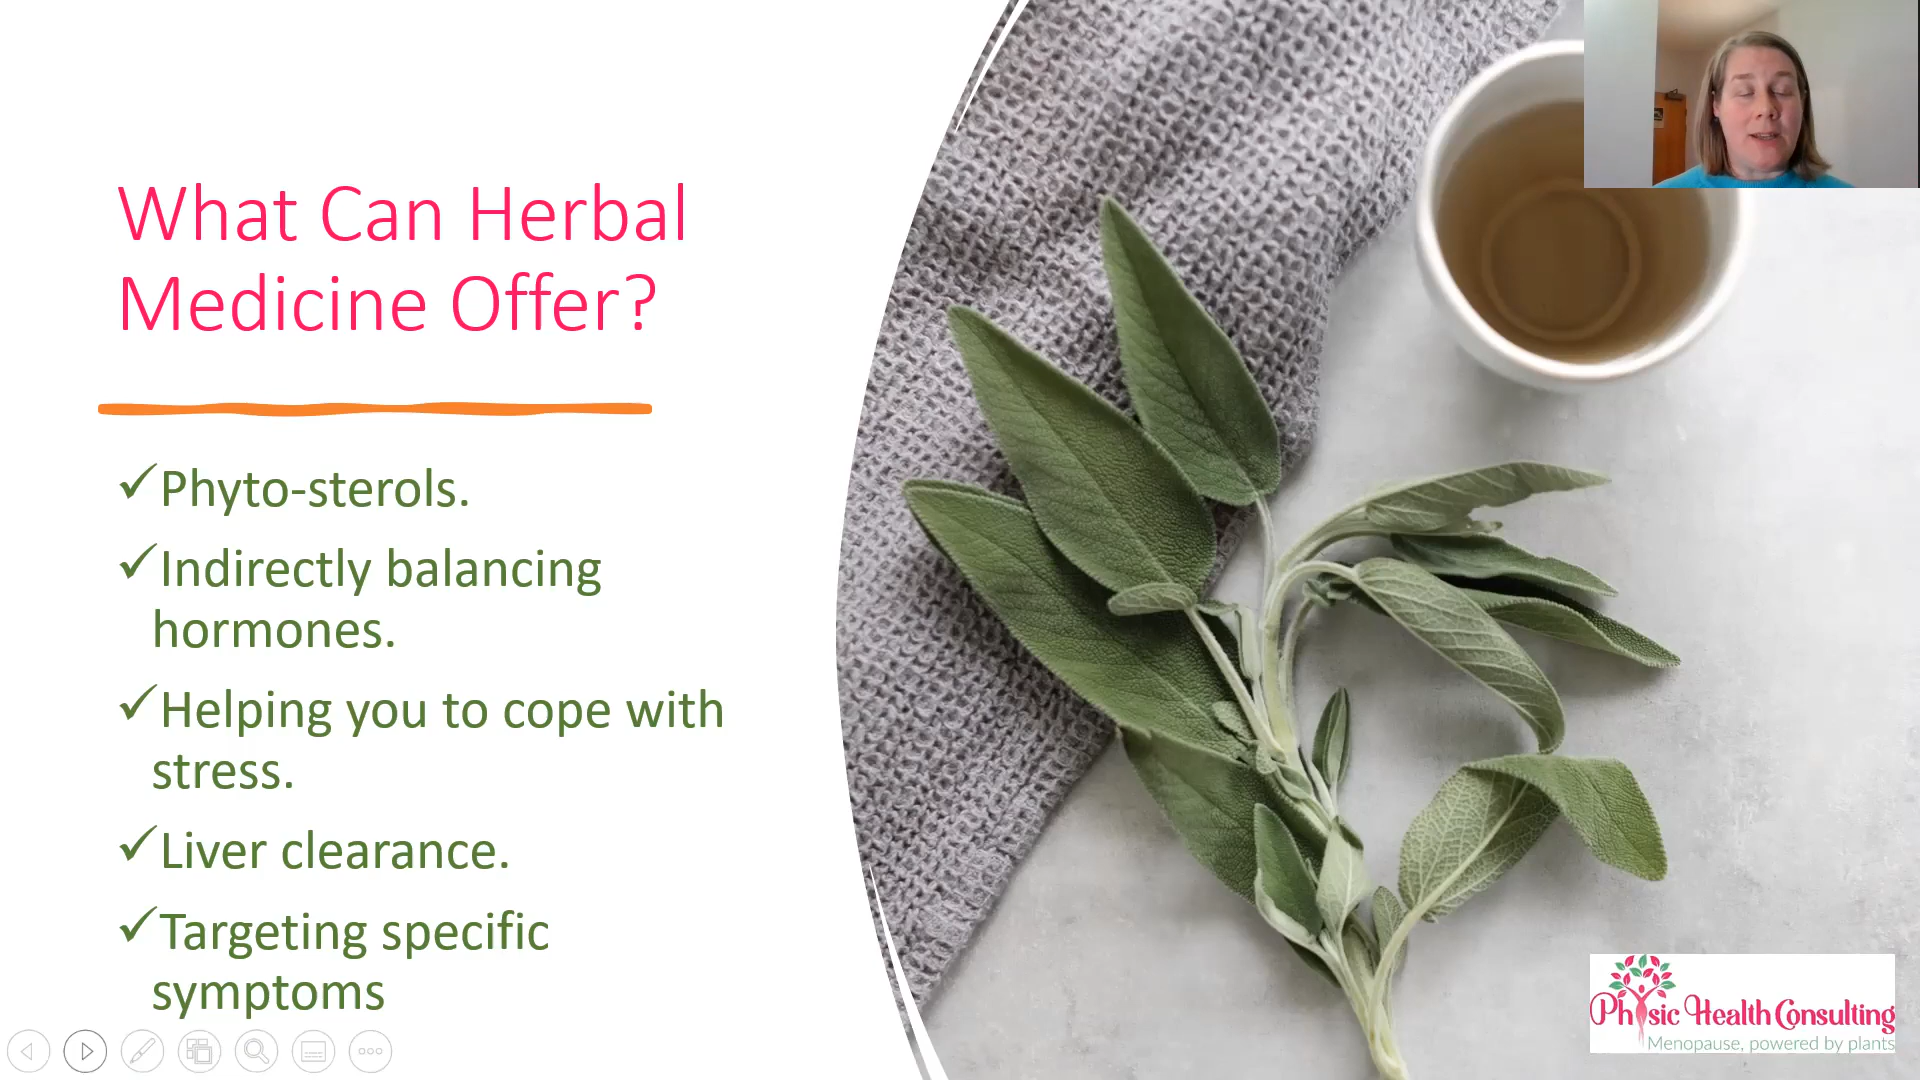 What Can Herbal
Medicine Offer?
✓Phyto-sterols.
✓Indirectly balancing
hormones.
✓Helping you to cope with
stress.
✓Liver clearance.
✓Targeting specific
symptoms
Physic Health Consulting
Menopause, powered by plants